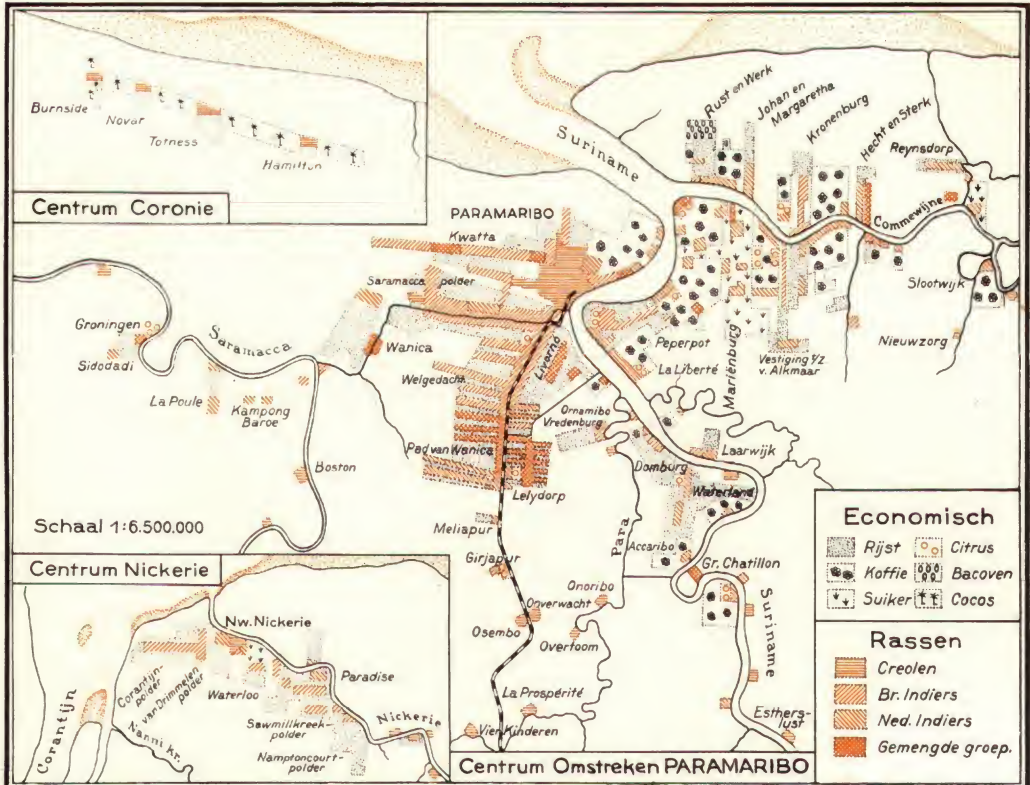 Burnside
Novar
Totness
Hamilton
Centrum Coronie
Suriname
Rust en Werk
Johan en
Margaretha
Kronenburg
Hecht en Sterk
Reynsdorp
Commewijne
PARAMARIBO
Kwatta
Saramacca polder
Slootwijk
Nieuwzorg
Groningen
Sidodadi
Saramacca
Wanica
La Poule
Kampong
Baroe
Boston
Welgedacht
Livorno
Peperpot
La Liberté
Mariënburg
Vestiging t/z
v. Alkmaar
Ornamibo
Vredenburg
Pad van Wanica
Lelydorp
Laarwijk
Domburg
Waterland
Meliapur
Girjapur
Para
Accaribo
Gr. Chatillon
Onoribo
Onverwacht
Osembo
Overtoom
Suriname
La Prospérité
Vier Kinderen
Esthers-
lust
Schaal 1:6.500.000
Centrum Nickerie
Nw. Nickerie
Corantijn-
polder
van Drimmelen
polder
Waterloo
Paradise
Sawmillkreek-
polder
Nickerie
Namptoncourt-
polder
Corantijn
Nanni kr.
Centrum Omstreken PARAMARIBO
Economisch
Rijst
Citrus
Koffie
Bacoven
Suiker
Cocos
Rassen
Creolen
Br. Indiers
Ned. Indiers
Gemengde groep.